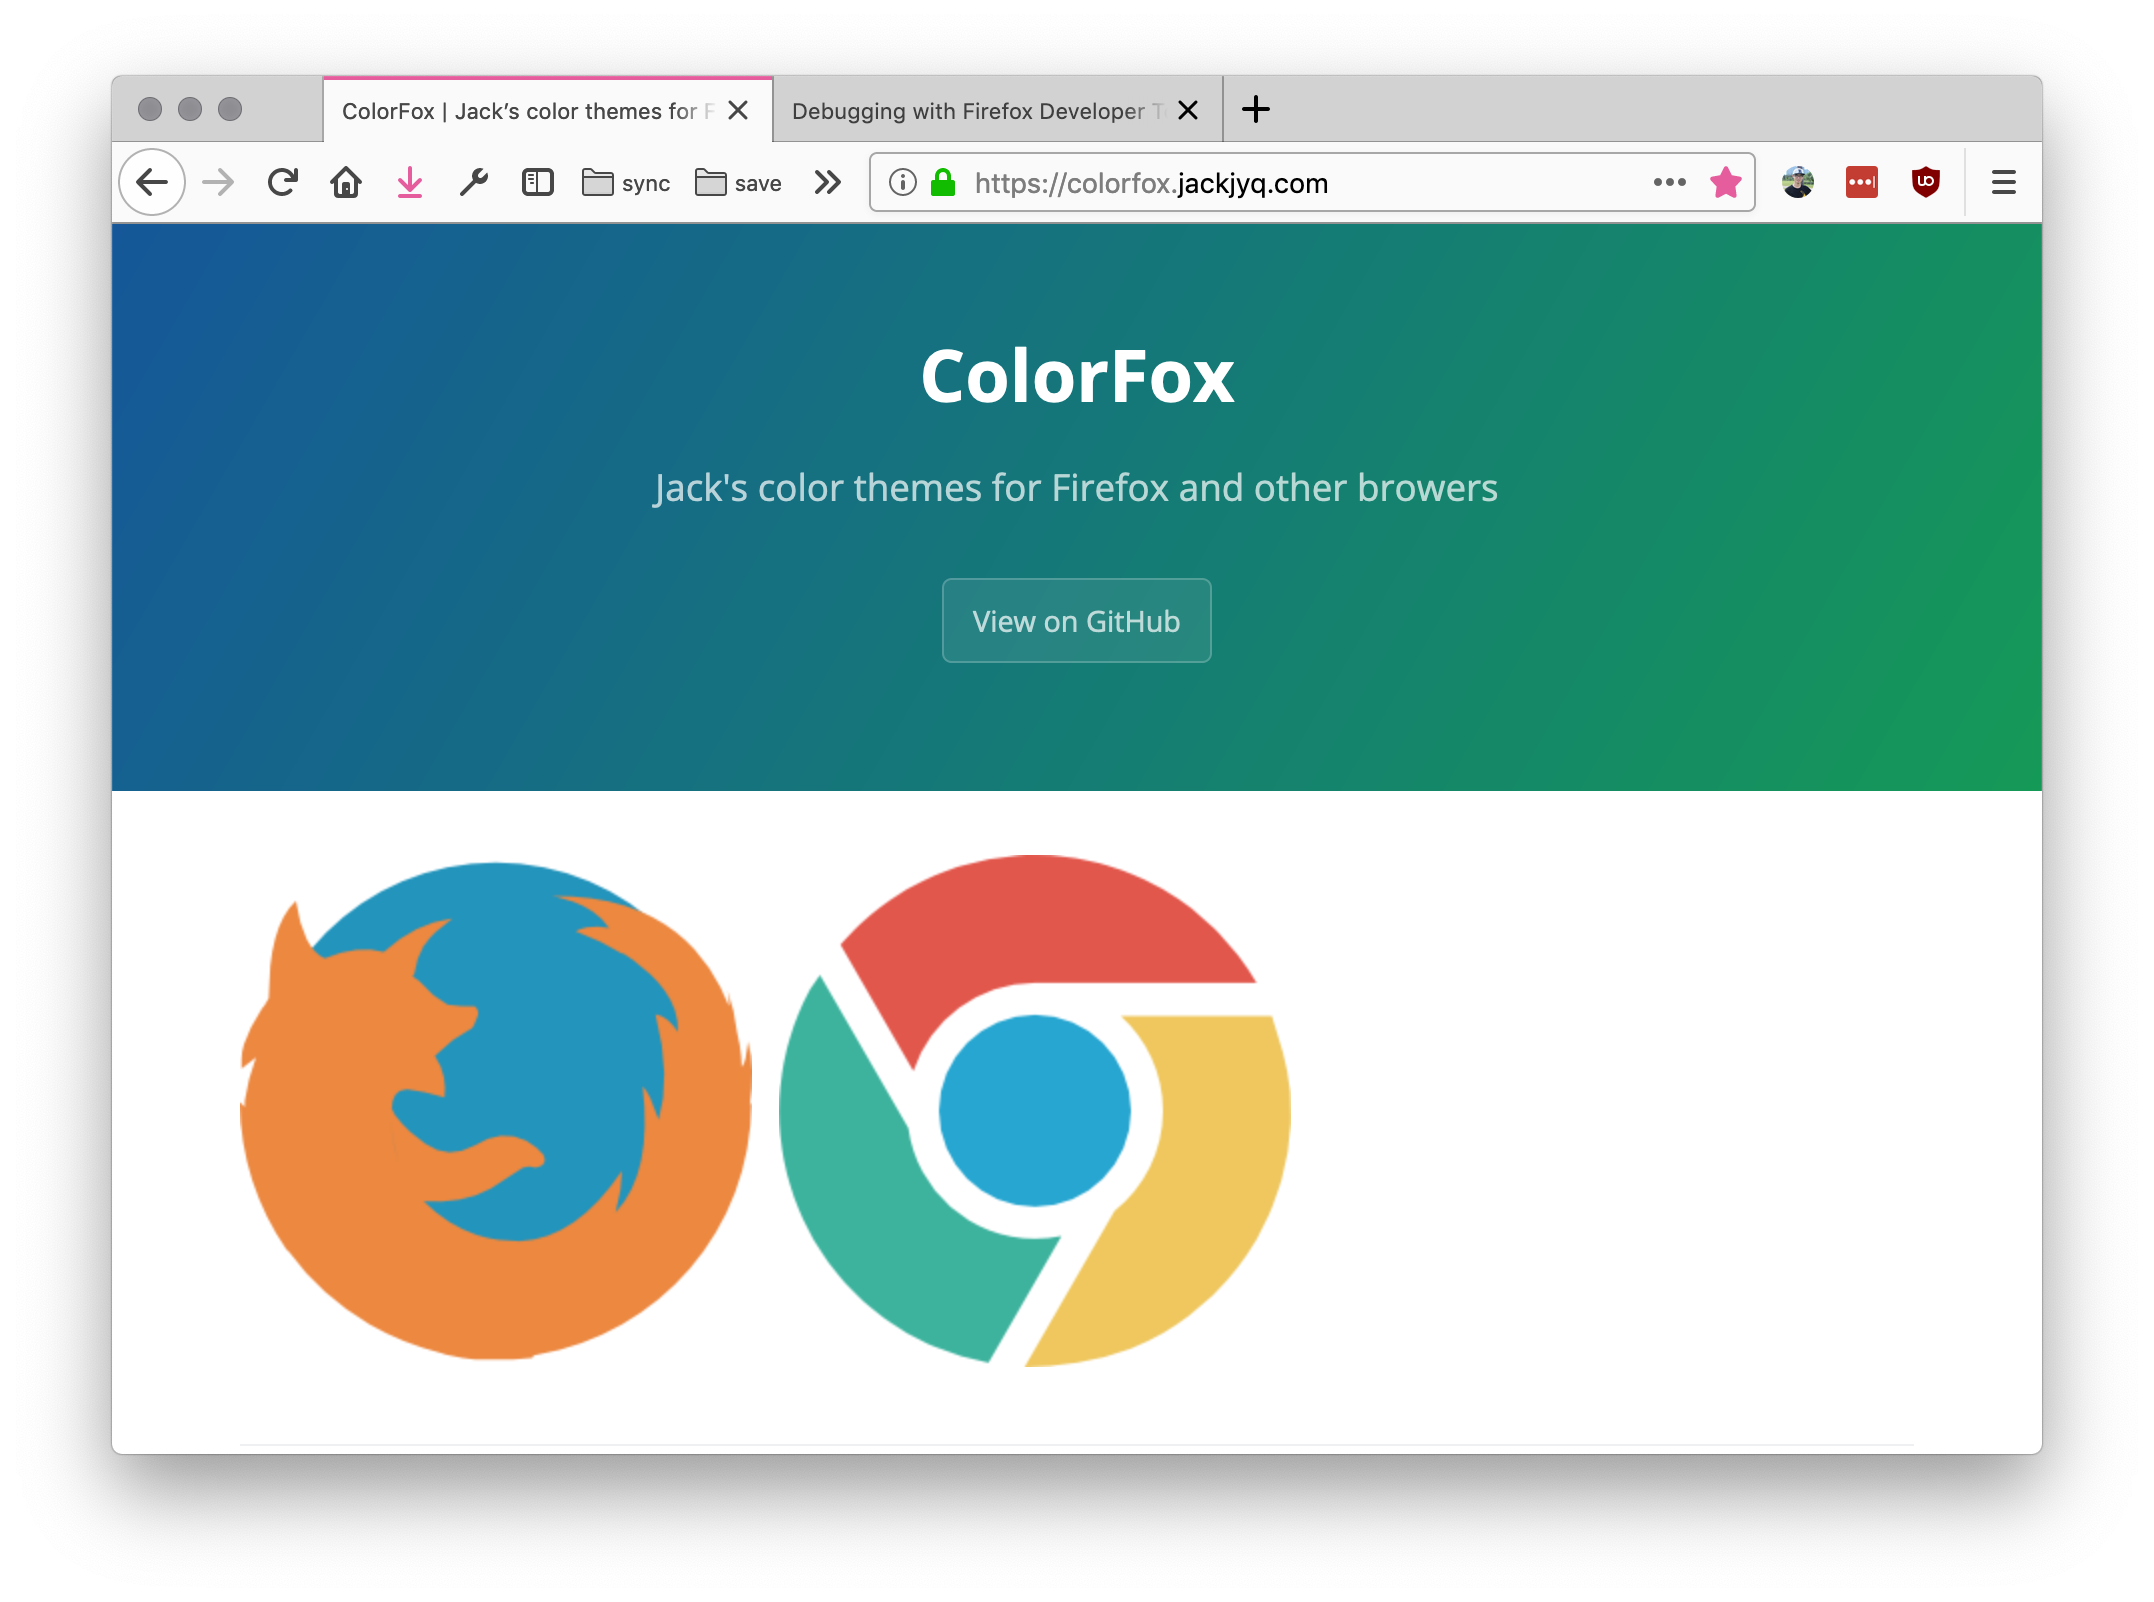 ColorFox | Jack’s color themes for F
Debugging with Firefox Developer T
sync
save
https://colorfox.jackjyq.com
ColorFox
Jack's color themes for Firefox and other browers
View on GitHub